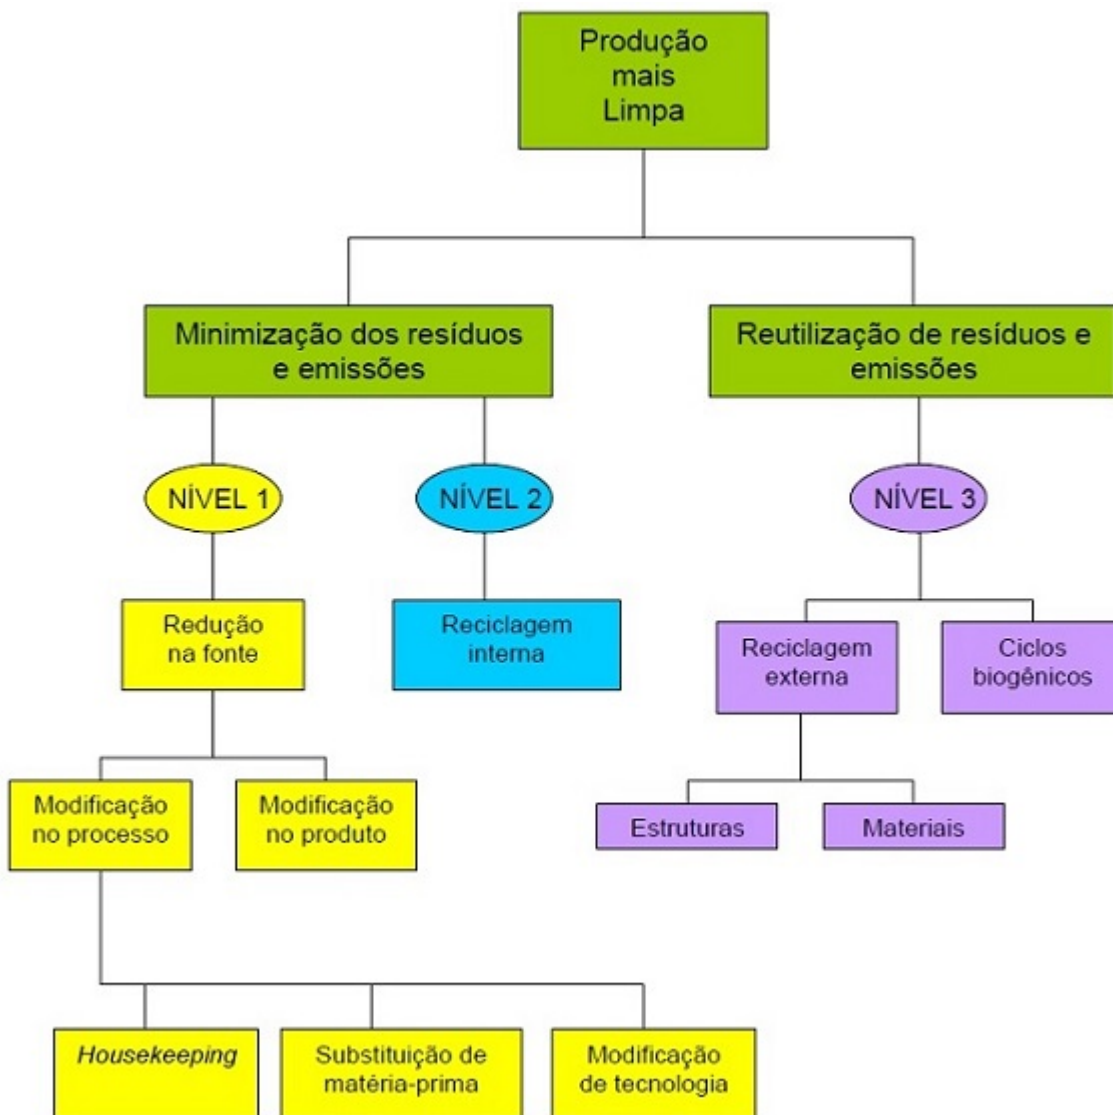 Produção
mais
Limpa
Minimização dos resíduos
e emissões
Reutilização de resíduos e
emissões
NÍVEL 1
NÍVEL 2
NÍVEL 3
Redução
na fonte
Reciclagem
interna
Reciclagem
externa
Ciclos
biogênicos
Modificação
no processo
Modificação
no produto
Estruturas
Materiais
Housekeeping
Substituição de
matéria-prima
Modificação
de tecnologia